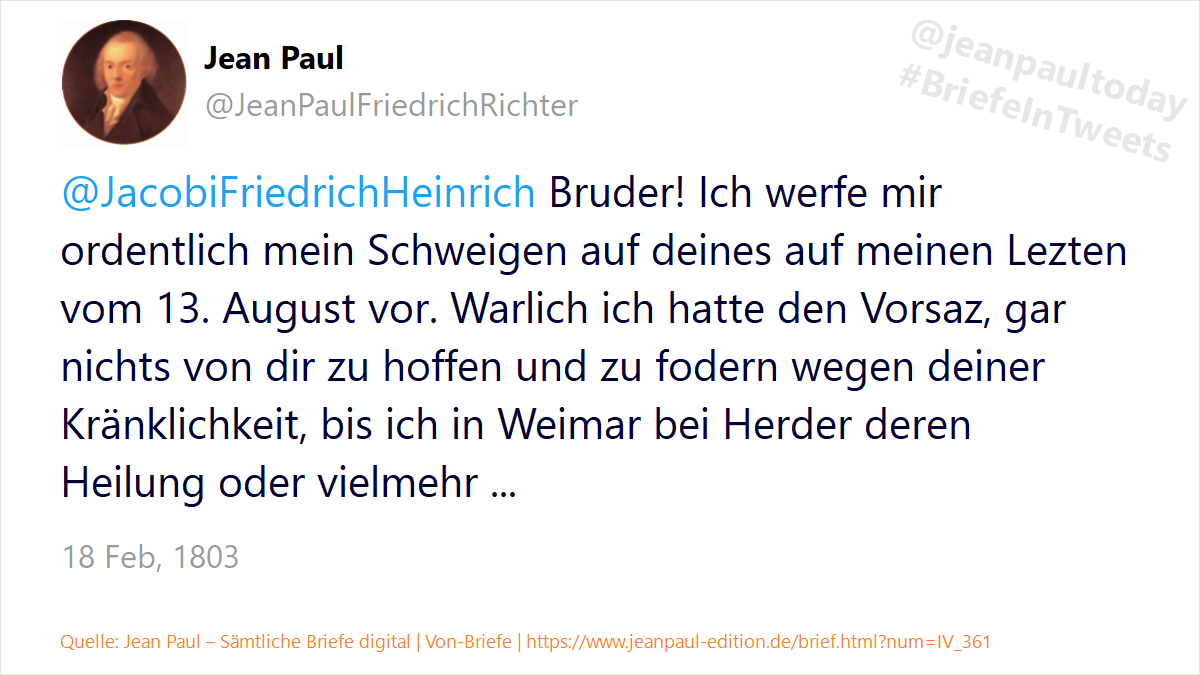 Jean Paul
@JeanPaulFriedrichRichter
@jeanpaultoday
#BriefeInTweets
@JacobiFriedrichHeinrich Bruder! Ich werfe mir
ordentlich mein Schweigen auf deines auf meinen Lezten
vom 13. August vor. Warlich ich hatte den Vorsaz, gar
nichts von dir zu hoffen und zu fodern wegen deiner
Kränklichkeit, bis ich in Weimar bei Herder deren
Heilung oder vielmehr ...
18 Feb, 1803
Quelle: Jean Paul – Sämtliche Briefe digital | Von-Briefe | https://www.jeanpaul-edition.de/brief.html?num=IV_361